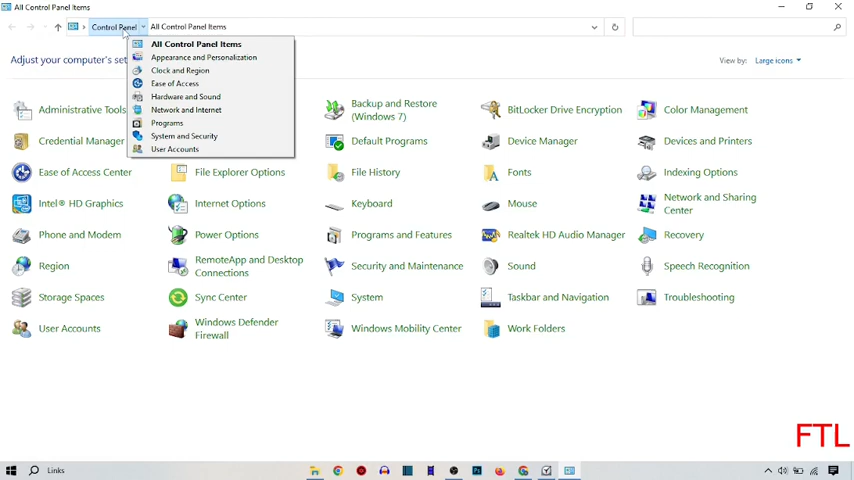 All Control Panel Items
Control Panel
All Control Panel Items
Adjust your computer's set
View by:
Large icons
All Control Panel Items
Appearance and Personalization
Clock and Region
Ease of Access
Hardware and Sound
Network and Internet
Programs
System and Security
User Accounts
Administrative Tools
Backup and Restore
(Windows 7)
BitLocker Drive Encryption
Color Management
Credential Manager
Default Programs
Device Manager
Devices and Printers
Ease of Access Center
File Explorer Options
File History
Fonts
Indexing Options
Intel® HD Graphics
Internet Options
Keyboard
Mouse
Network and Sharing
Center
Phone and Modem
Power Options
Programs and Features
Realtek HD Audio Manager
Recovery
Region
RemoteApp and Desktop
Connections
Security and Maintenance
Sound
Speech Recognition
Storage Spaces
Sync Center
System
Taskbar and Navigation
Troubleshooting
User Accounts
Windows Defender
Firewall
Windows Mobility Center
Work Folders
FTL
Links